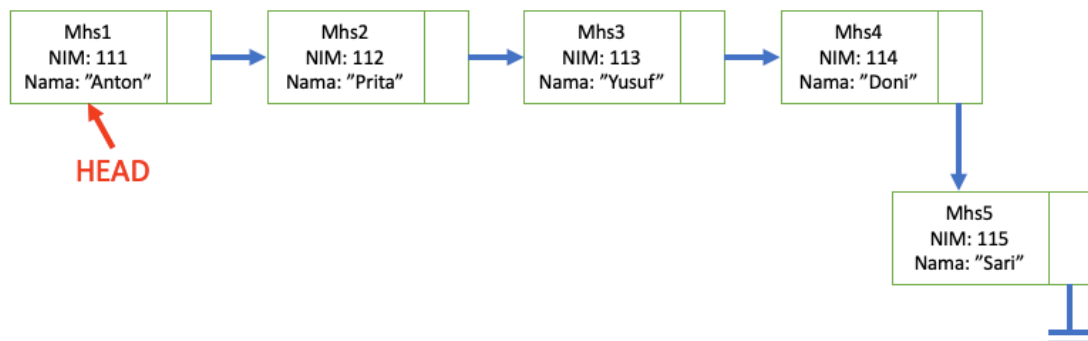 Mhs1
NIM: 111
Nama: ”Anton”
Mhs2
NIM: 112
Nama: ”Prita”
Mhs3
NIM: 113
Nama: ”Yusuf”
Mhs4
NIM: 114
Nama: ”Doni”
HEAD
Mhs5
NIM: 115
Nama: ”Sari”